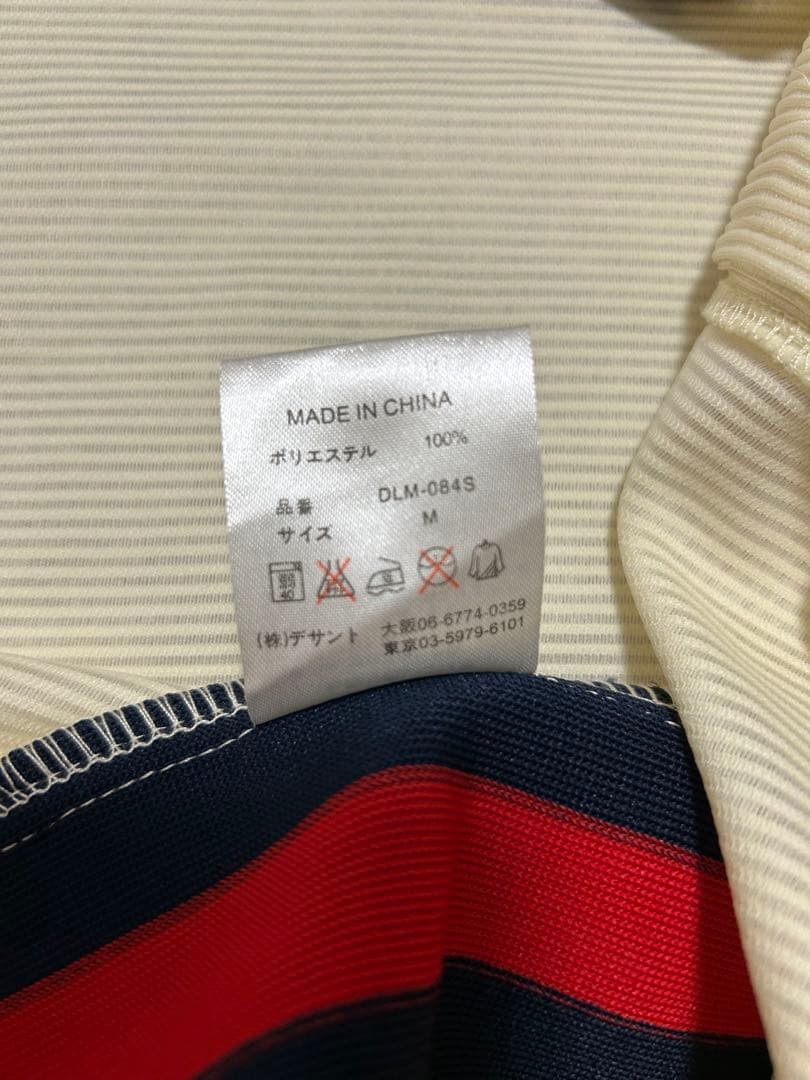 MADE IN CHINA
ポリエステル 100%
品番 DLM-084S
サイズ M
40
(株)デサント 大阪06-6774-0359
東京03-5979-6101